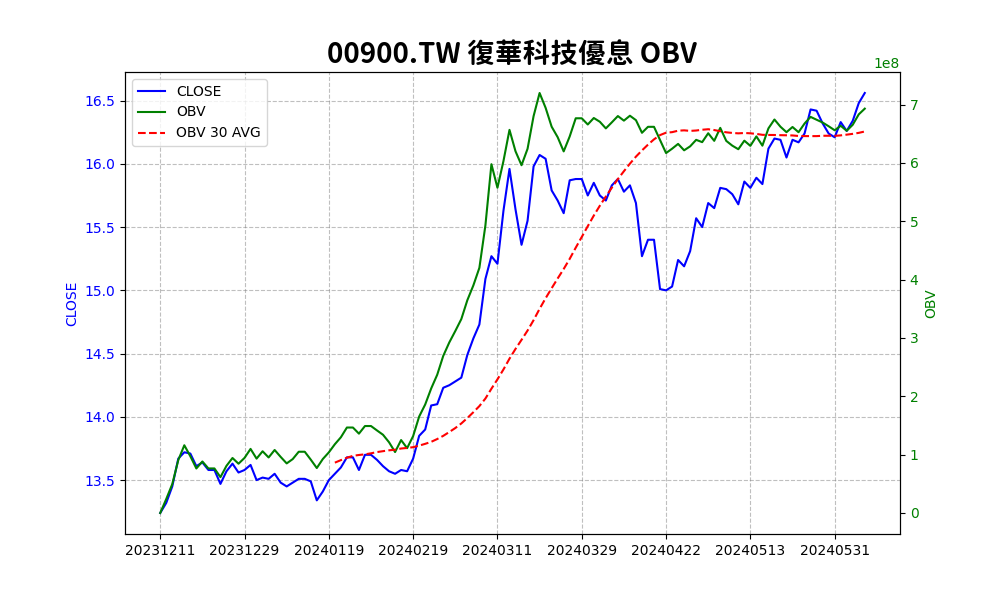 00900.TW 復華科技優息 OBV
1e8
CLOSE
OBV
OBV 30 AVG
16.5
16.0
15.5
15.0
14.5
14.0
13.5
CLOSE
7
6
5
4
3
2
1
0
OBV
20231211 20231229 20240119 20240219 20240311 20240329 20240422 20240513 20240531